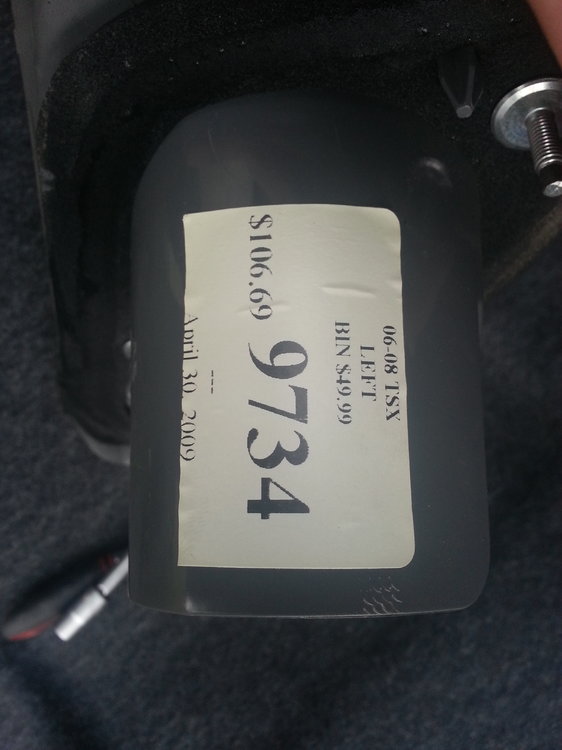 06-08 TSX
LEFT
BIN $49.99
9734
$106.69
---
April 30, 2009